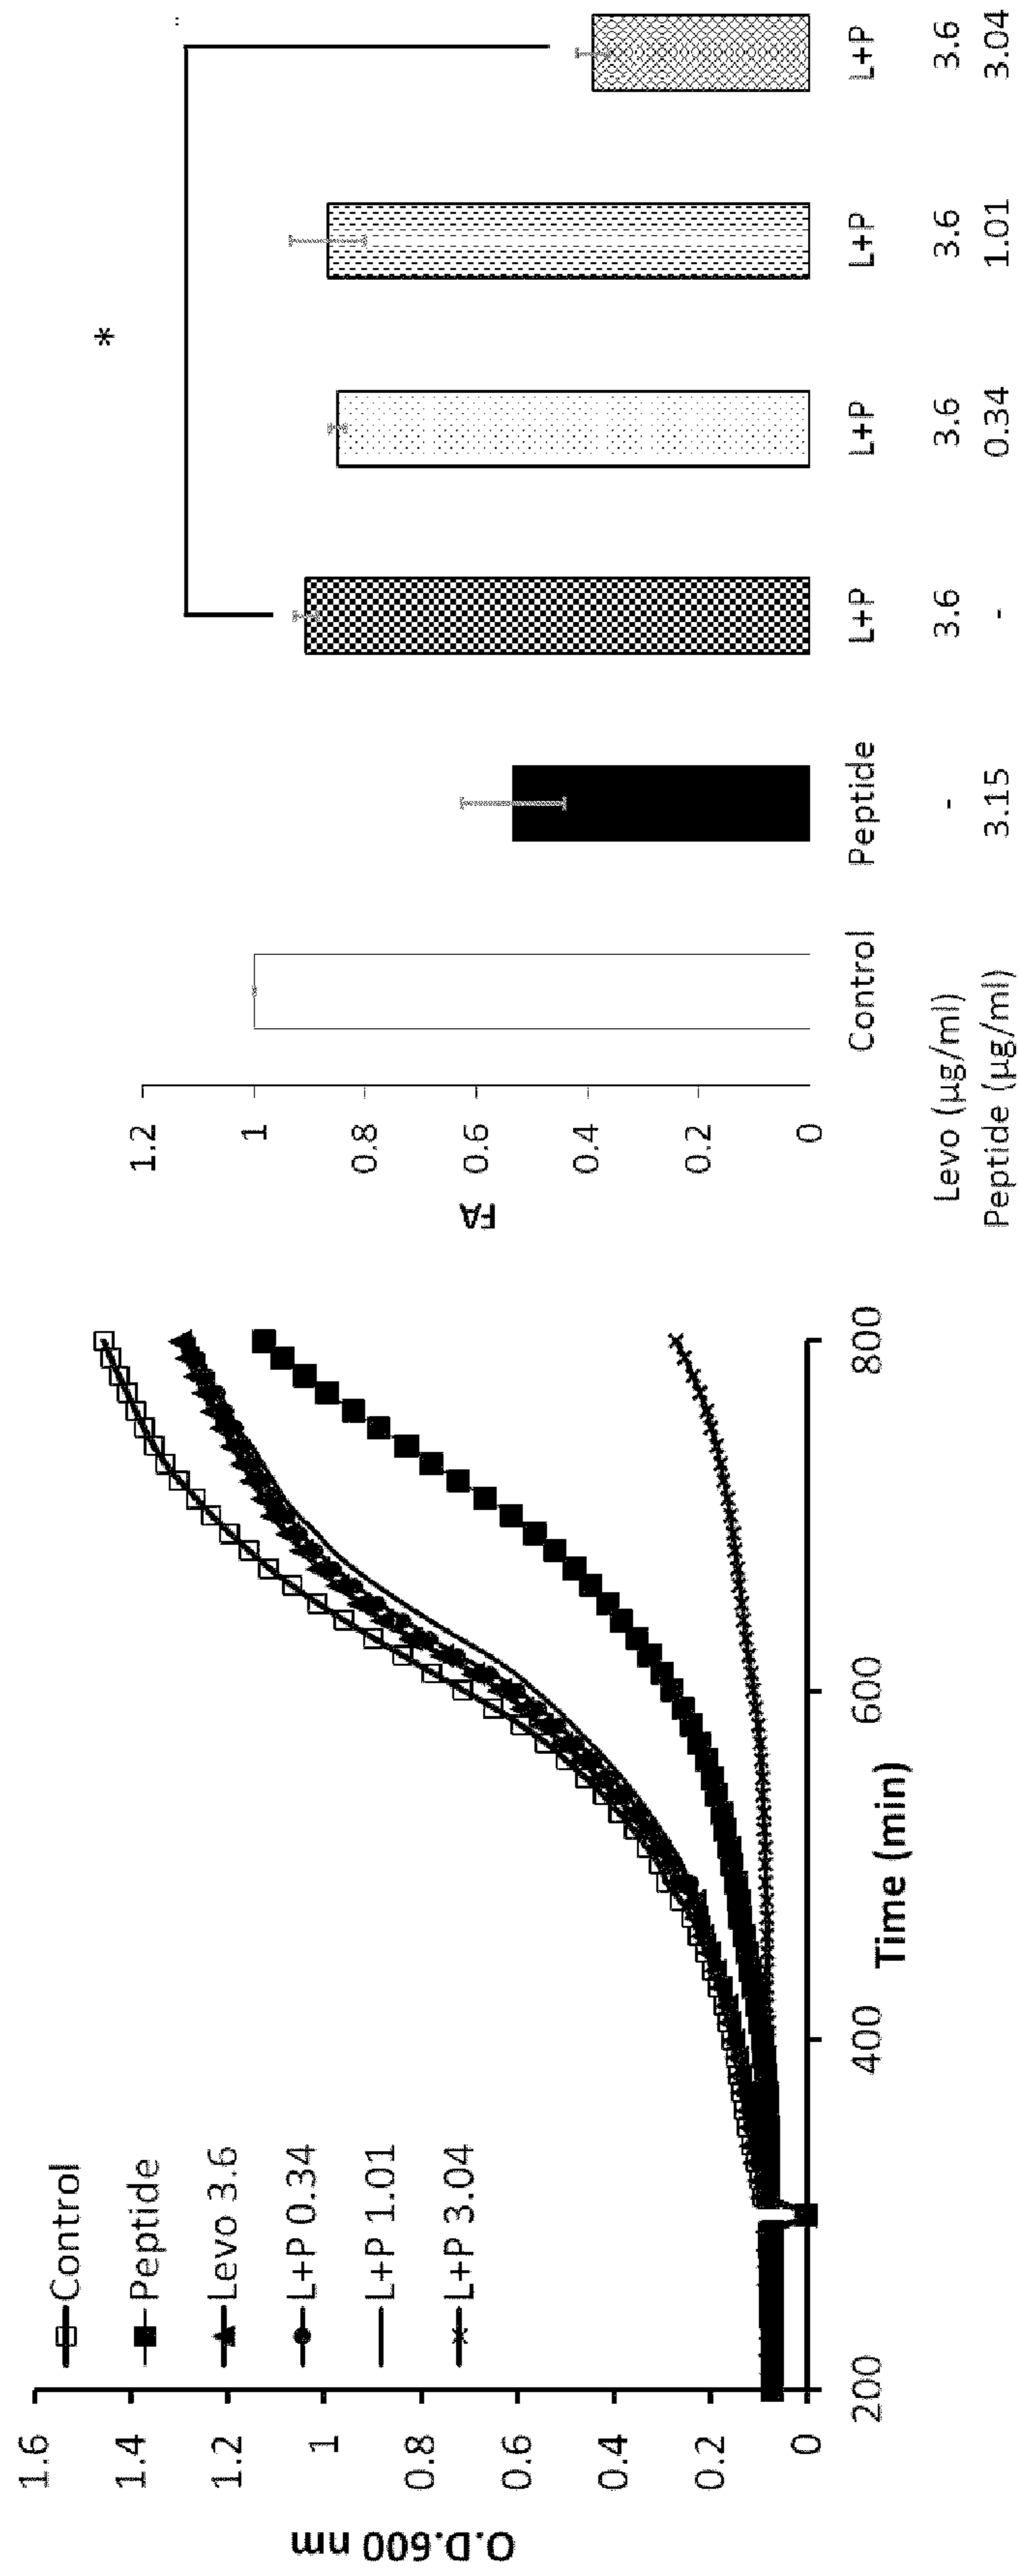 O.D.600 nm
1.6
1.4
1.2
1
0.8
0.6
0.4
0.2
0
Control
Peptide
Levo 3.6
L+P 0.34
L+P 1.01
L+P 3.04
200 400 600 800
Time (min)
FA
1.2
1
0.8
0.6
0.4
0.2
0
*
Control Peptide L+P L+P L+P L+P
Levo (µg/ml) - 3.6 3.6 3.6 3.6
Peptide (µg/ml) 3.15 - 0.34 1.01 3.04